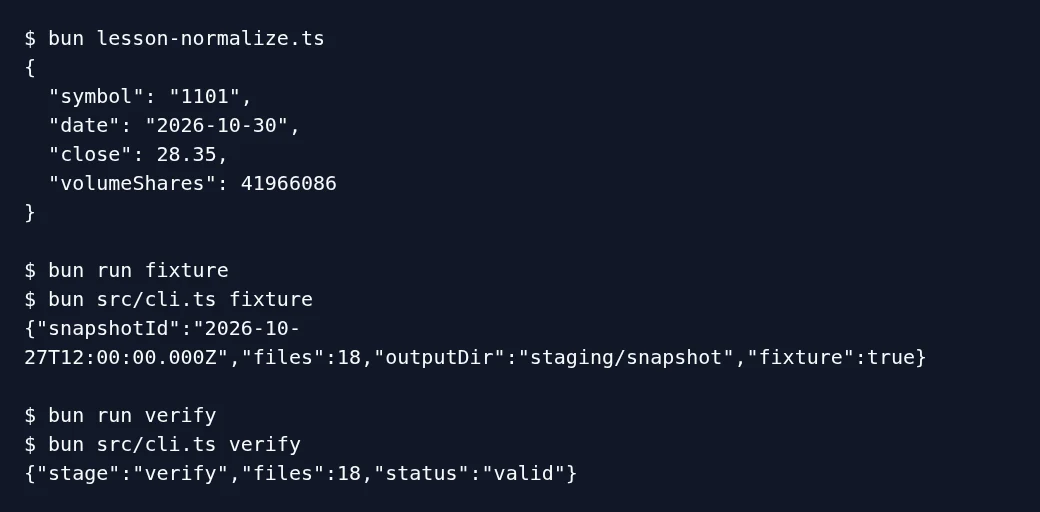 $ bun lesson-normalize.ts
{
  "symbol": "1101",
  "date": "2026-10-30",
  "close": 28.35,
  "volumeShares": 41966086
}
$ bun run fixture
$ bun src/cli.ts fixture
{"snapshotId":"2026-10-
27T12:00:00.000Z","files":18,"outputDir":"staging/snapshot","fixture":true}
$ bun run verify
$ bun src/cli.ts verify
{"stage":"verify","files":18,"status":"valid"}